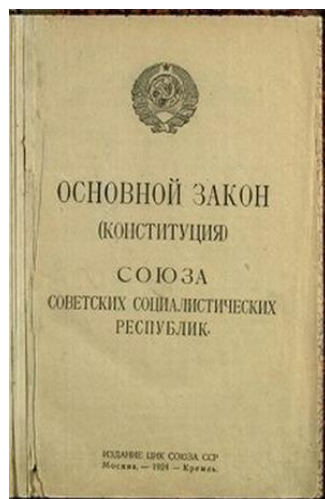 ОСНОВНОЙ ЗАКОН
(КОНСТИТУЦИЯ)
СОЮЗА
СОВЕТСКИХ СОЦИАЛИСТИЧЕСКИХ
РЕСПУБЛИК.
ИЗДАНИЕ ЦИК СОЮЗА ССР
Москва. — 1924 — Кремль.